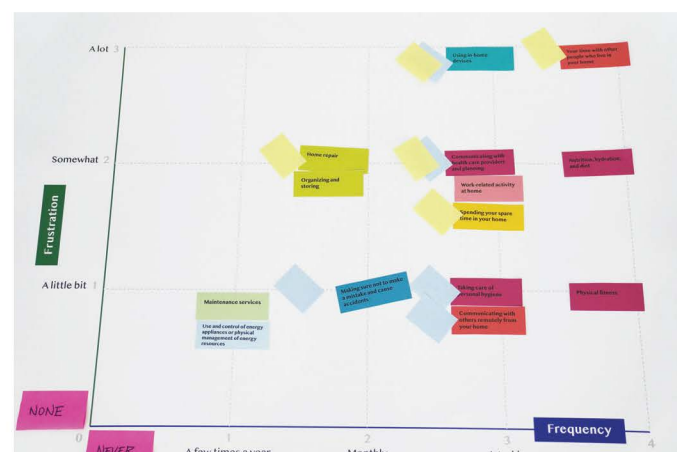 A lot 3
Using in-home
devices
Your time with other
people who live in
your home
Somewhat 2
Home repair
Communicating with
health care providers
and planning
Nutrition, hydration,
and diet
Organizing and
storing
Work-related activity
at home
Spending your spare
time in your home
Frustration
A little bit 1
Maintenance services
Making sure not to make
a mistake and cause
accidents
Taking care of
personal hygiene
Physical fitness
Use and control of energy
appliances or physical
management of energy
resources
Communicating with
others remotely from
your home
NONE
Frequency
0 1 2 3 4
NEVER
A few times a year
Monthly